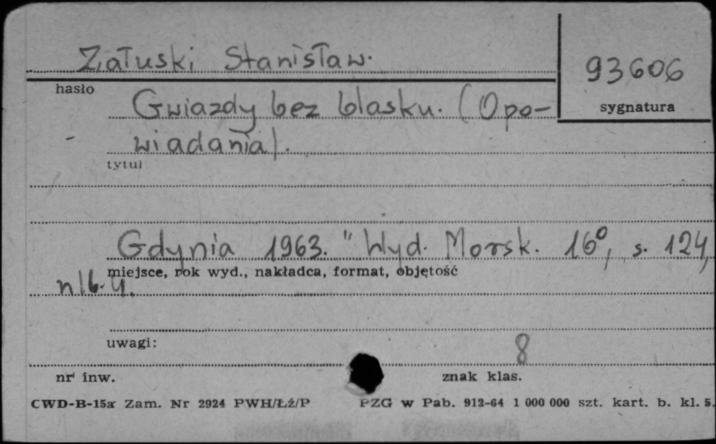 Załuski Stanisław.
93606
hasło
sygnatura
Gwiazdy bez blasku. (Opo-
wiadania).
tytuł
Gdynia 1963. "Wyd. Morsk. 16°, s. 124,
miejsce, rok wyd., nakładca, format, objętość
nlb. 4.
uwagi:
8
nr inw.
znak klas.
CWD-B-15a Zam. Nr 2924 PWH/Łź/P PZG w Pab. 912-64 1 000 000 szt. kart. b. kl. 5.